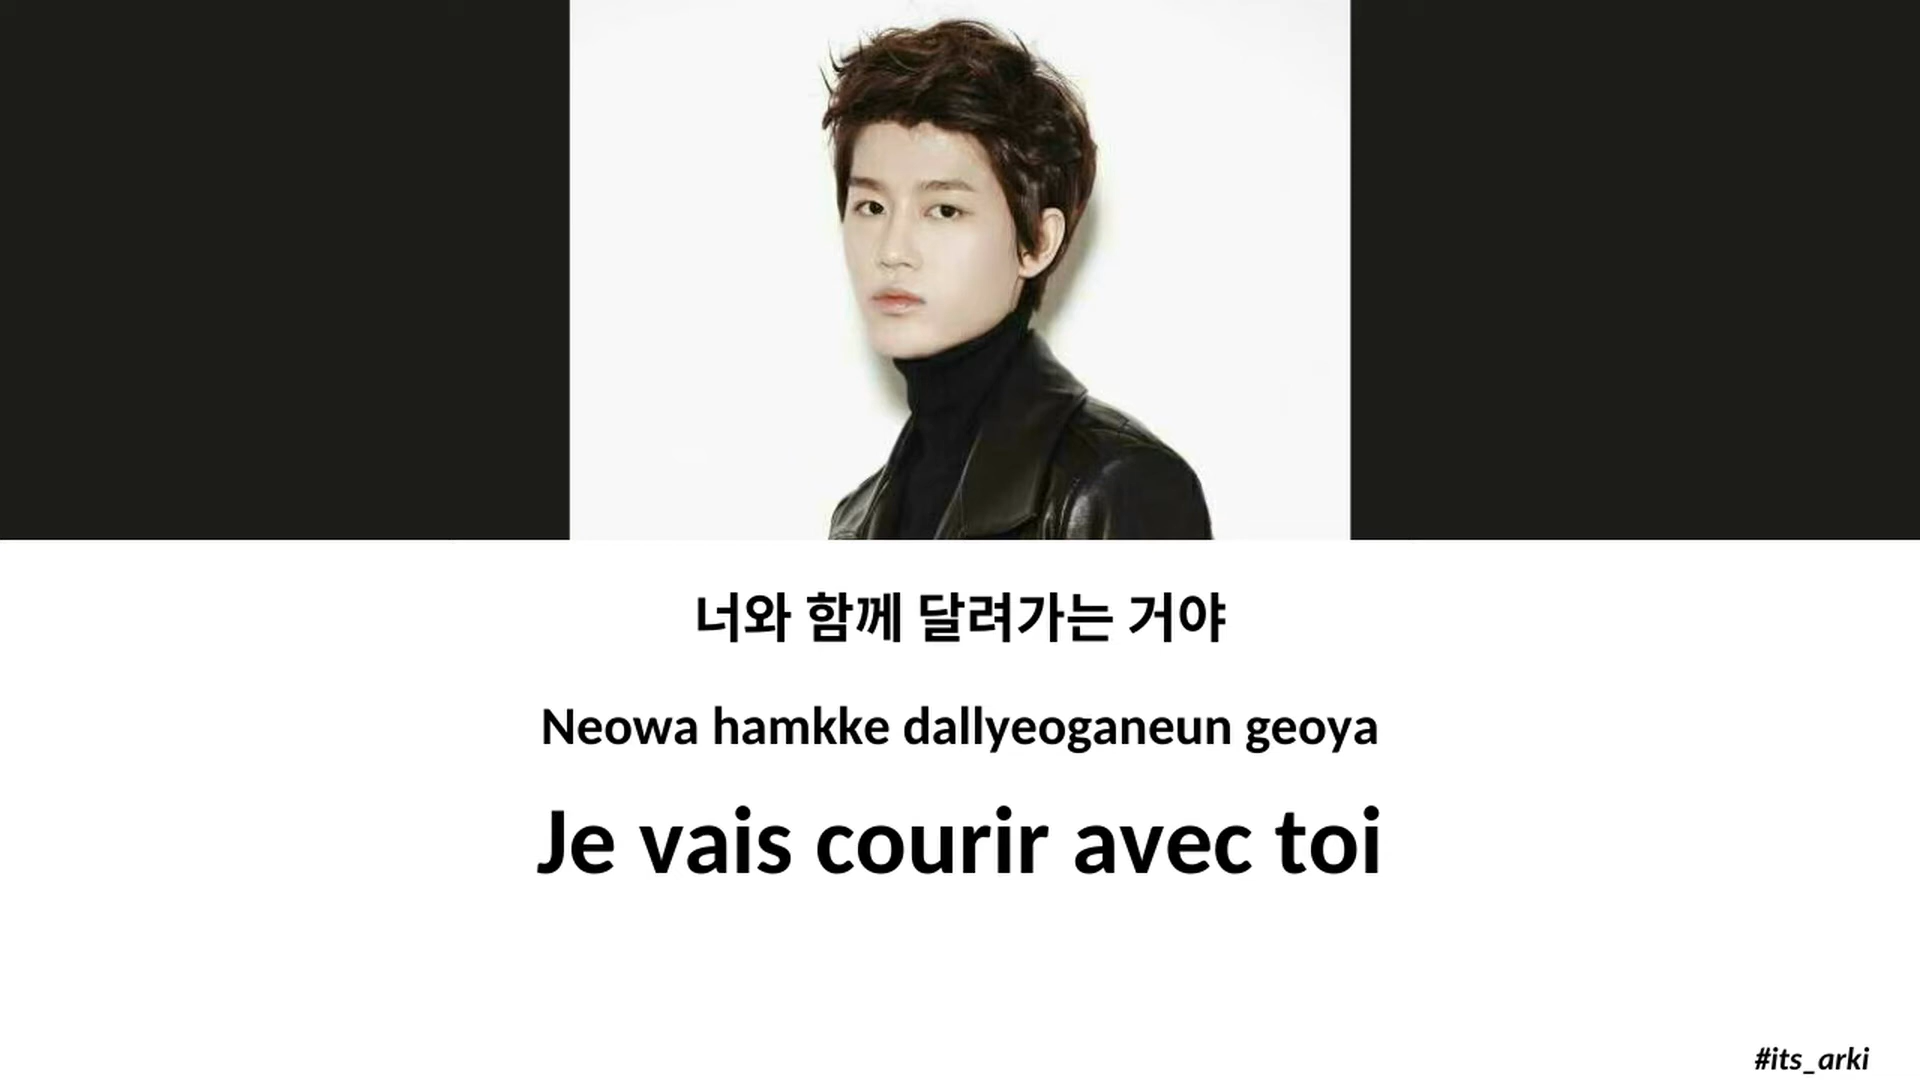 너와 함께 달려가는 거야
Neowa hamkke dallyeoganeun geoya
Je vais courir avec toi
#its_arki